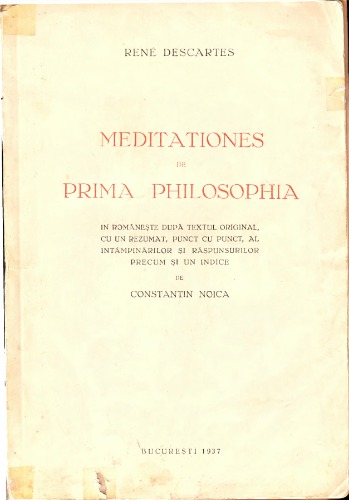 RENÉ DESCARTES
MEDITATIONES
DE
PRIMA PHILOSOPHIA
IN ROMÂNEȘTE DUPĂ TEXTUL ORIGINAL,
CU UN REZUMAT, PUNCT CU PUNCT, AL
INTÂMPINĂRILOR ȘI RĂSPUNSURILOR
PRECUM ȘI UN INDICE
DE
CONSTANTIN NOICA
BUCUREȘTI 1937